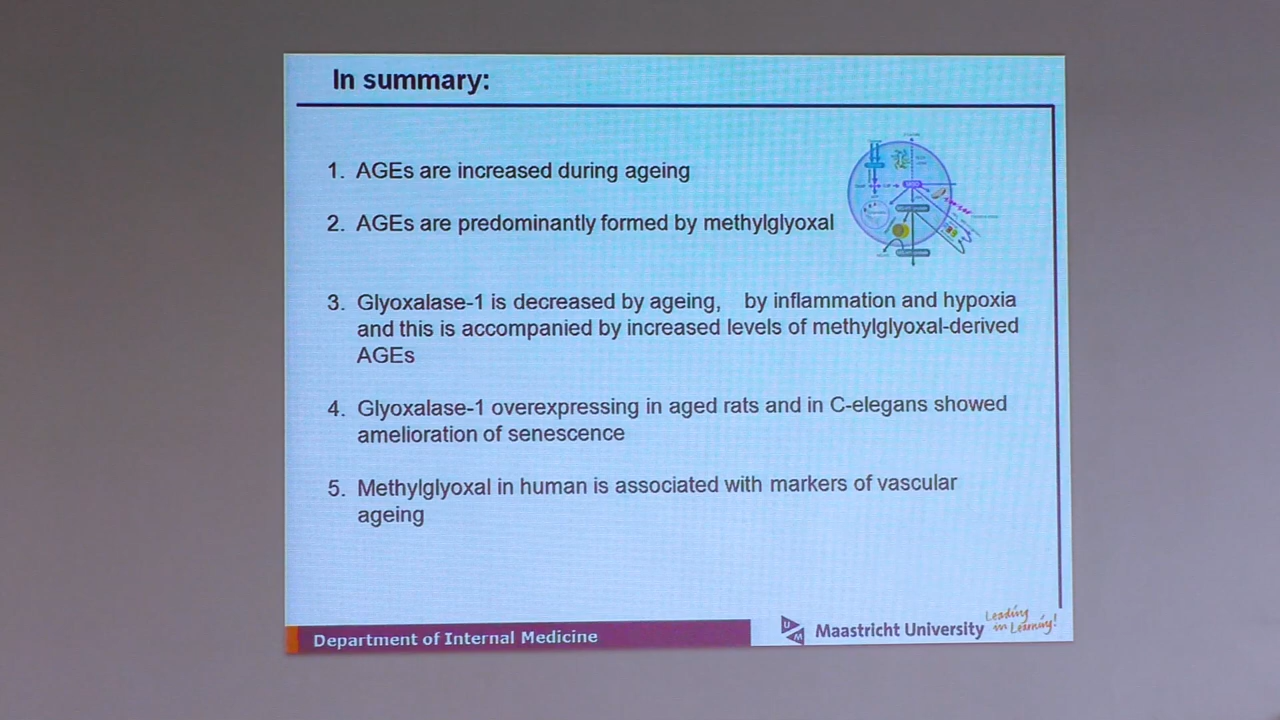 In summary:
1. AGEs are increased during ageing
2. AGEs are predominantly formed by methylglyoxal
3. Glyoxalase-1 is decreased by ageing, by inflammation and hypoxia
and this is accompanied by increased levels of methylglyoxal-derived
AGEs
4. Glyoxalase-1 overexpressing in aged rats and in C-elegans showed
amelioration of senescence
5. Methylglyoxal in human is associated with markers of vascular
ageing
Department of Internal Medicine
UM
Maastricht University
Leading
in Learning!